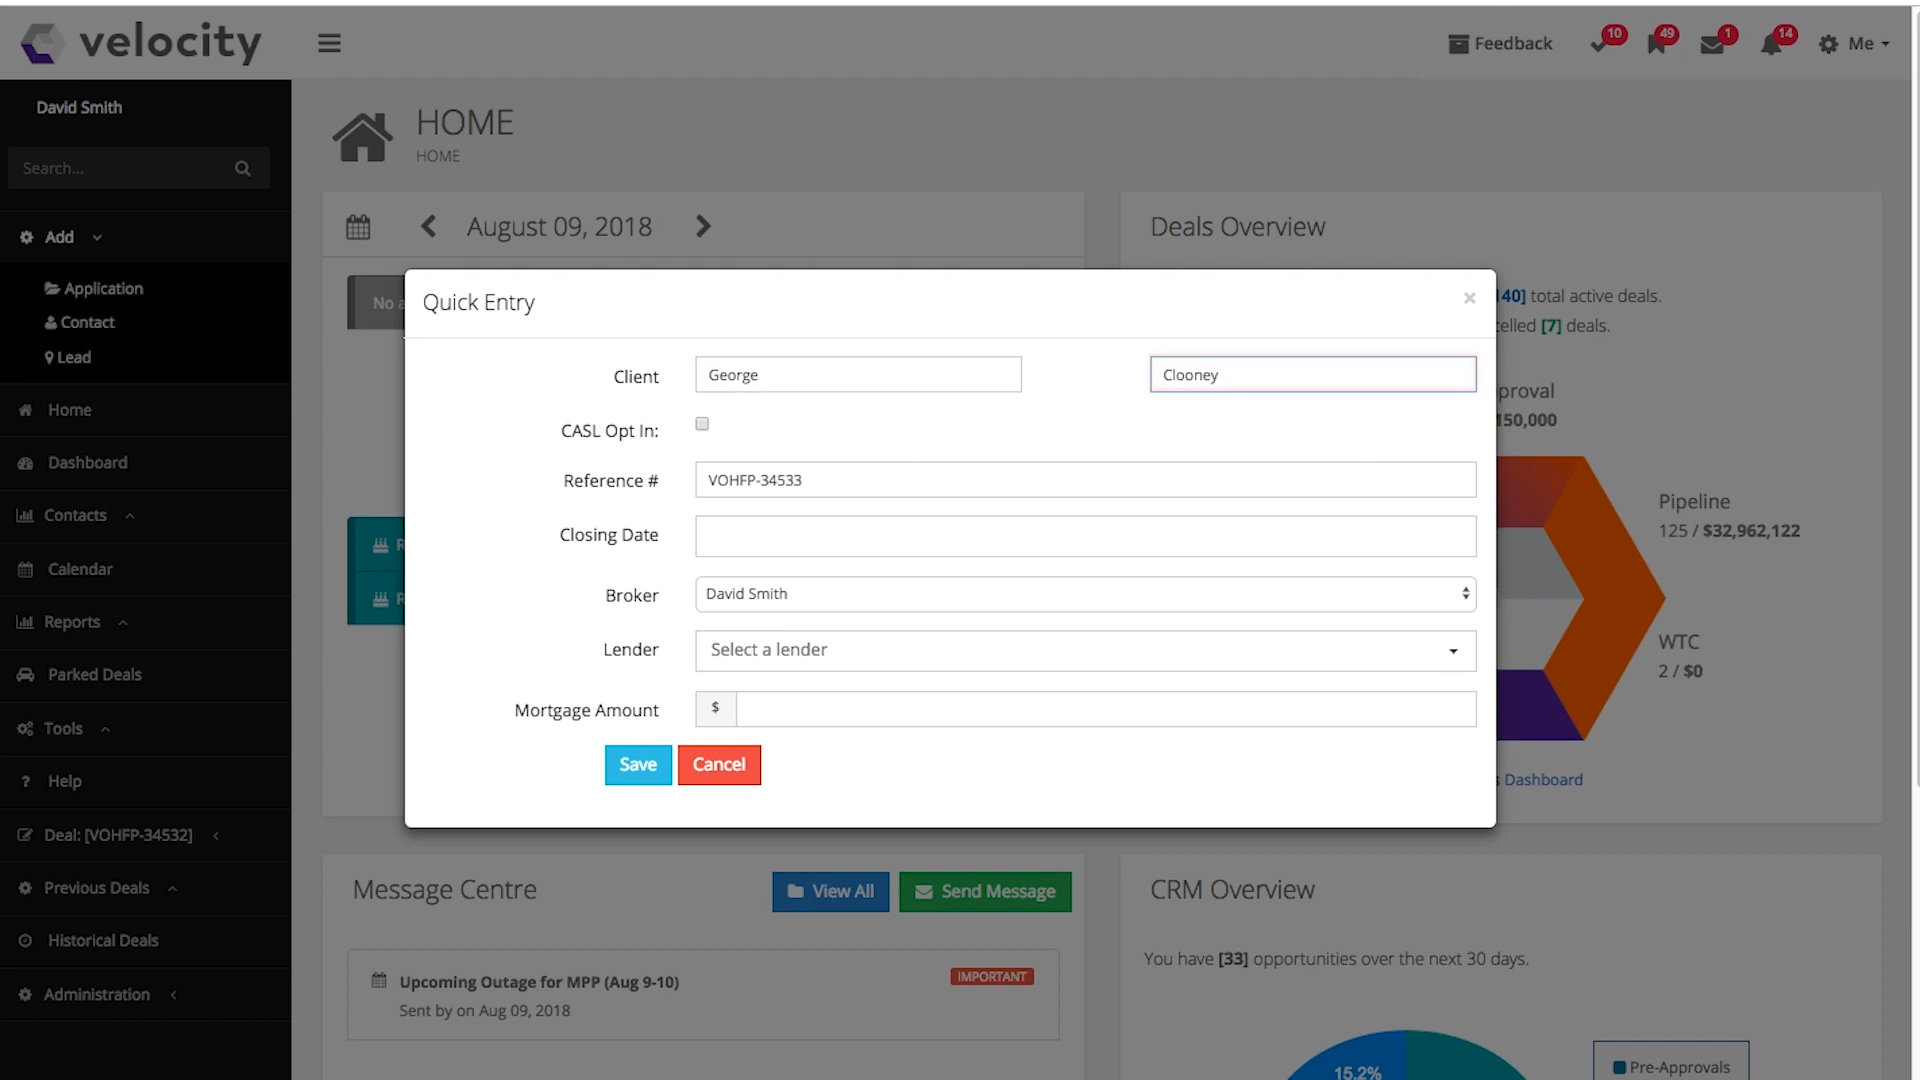 velocity
Feedback
10
49
1
14
Me
David Smith
Search...
Add
Application
Contact
Lead
Home
Dashboard
Contacts
Calendar
Reports
Parked Deals
Tools
? Help
Deal: [VOHFP-34532]
Previous Deals
Historical Deals
Administration
HOME
HOME
August 09, 2018
No a
R
R
Deals Overview
40] total active deals.
elled [7] deals.
proval
150,000
Pipeline
125 / $32,962,122
WTC
2 / $0
s Dashboard
Quick Entry
×
Client George Clooney
CASL Opt In:
Reference # VOHFP-34533
Closing Date
Broker David Smith
Lender Select a lender
Mortgage Amount $
Save Cancel
Message Centre
View All
Send Message
Upcoming Outage for MPP (Aug 9-10)
IMPORTANT
Sent by on Aug 09, 2018
CRM Overview
You have [33] opportunities over the next 30 days.
15.2%
Pre-Approvals